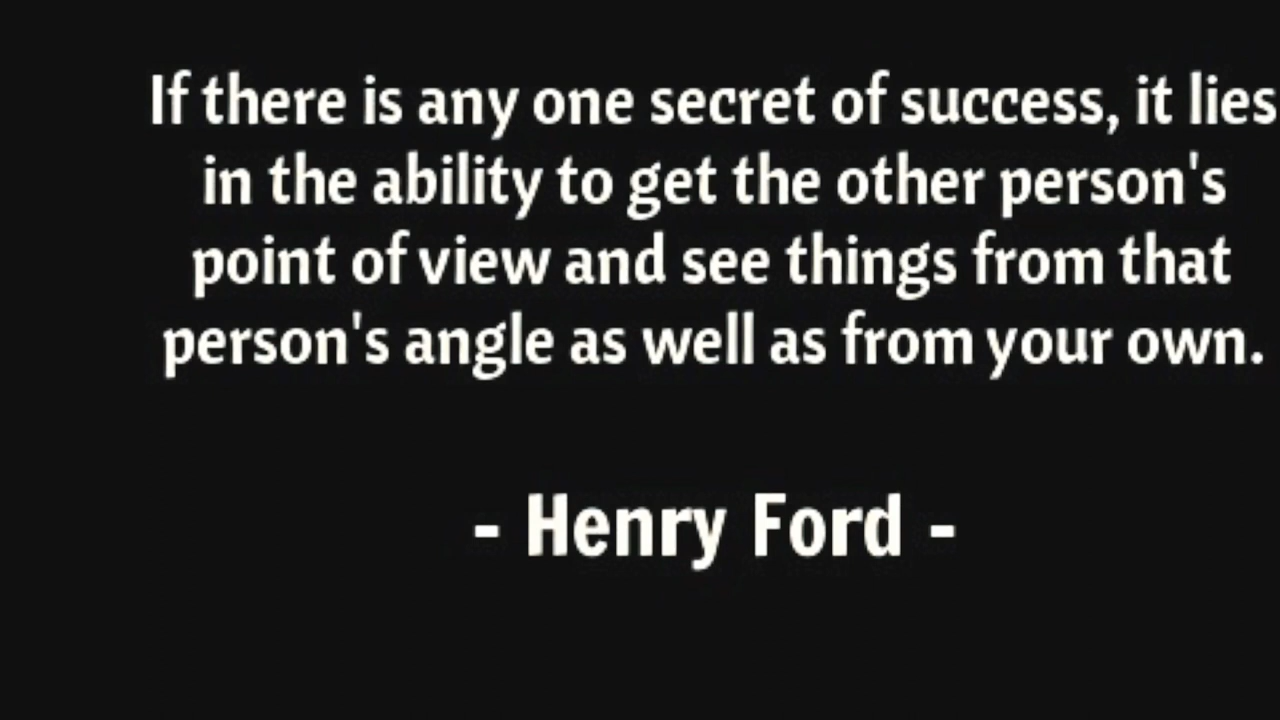 If there is any one secret of success, it lies
in the ability to get the other person's
point of view and see things from that
person's angle as well as from your own.
- Henry Ford -